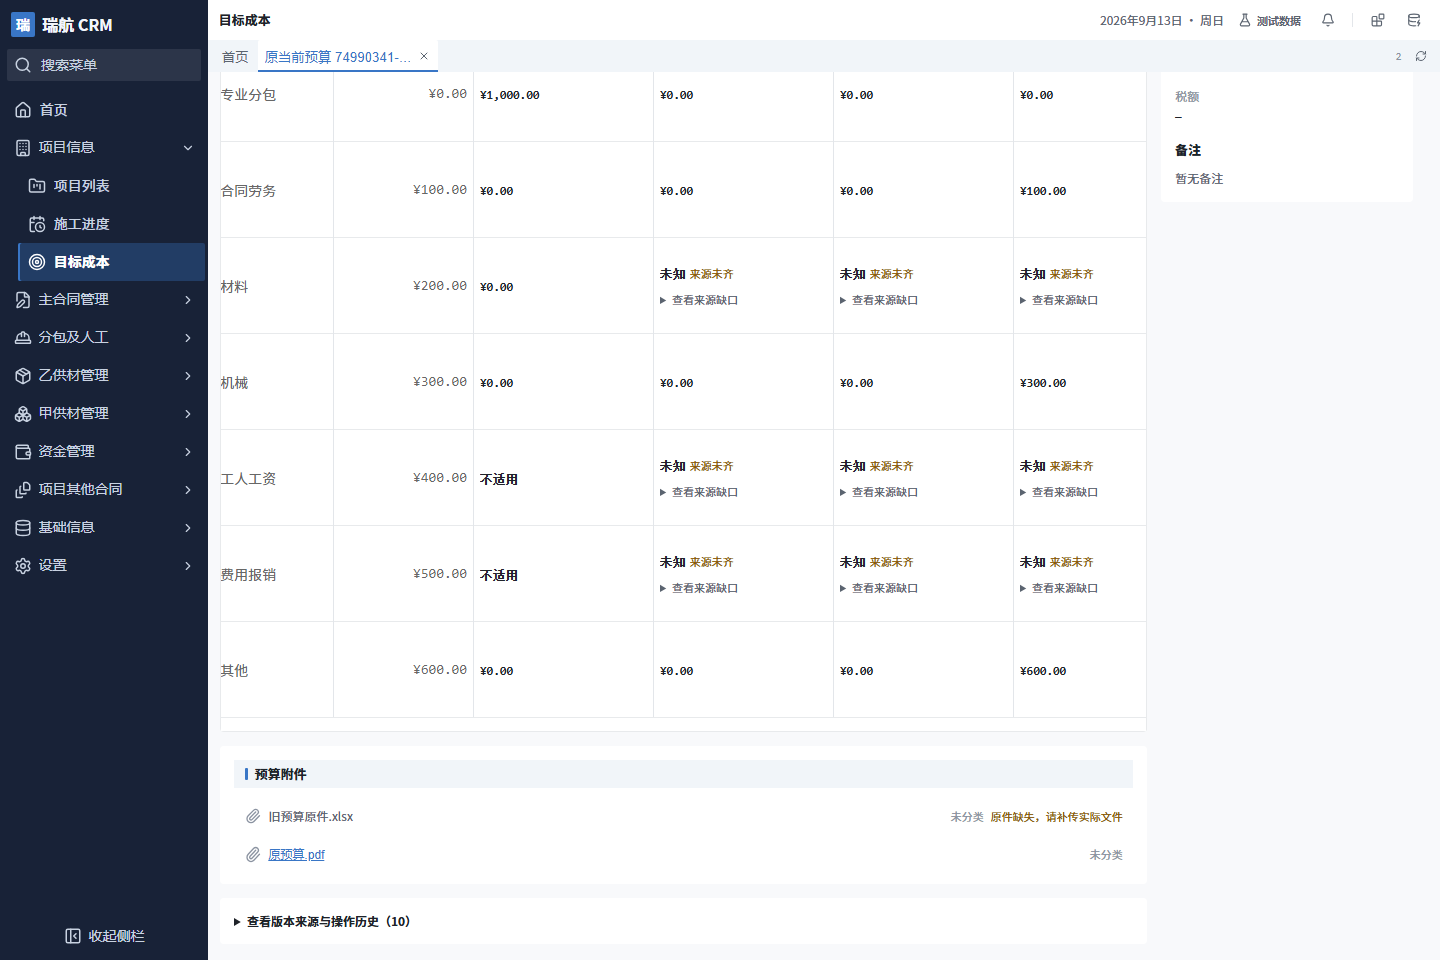 瑞 瑞航 CRM
搜索菜单
首页
项目信息
项目列表
施工进度
目标成本
主合同管理
分包及人工
乙供材管理
甲供材管理
资金管理
项目其他合同
基础信息
设置
收起侧栏
目标成本
2026年9月13日 • 周日 测试数据
首页 原当前预算 74990341-... 2
专业分包 ¥0.00 ¥1,000.00 ¥0.00 ¥0.00 ¥0.00
合同劳务 ¥100.00 ¥0.00 ¥0.00 ¥0.00 ¥100.00
材料 ¥200.00 ¥0.00 未知 来源未齐 未知 来源未齐 未知 来源未齐
查看来源缺口 查看来源缺口 查看来源缺口
机械 ¥300.00 ¥0.00 ¥0.00 ¥0.00 ¥300.00
工人工资 ¥400.00 不适用 未知 来源未齐 未知 来源未齐 未知 来源未齐
查看来源缺口 查看来源缺口 查看来源缺口
费用报销 ¥500.00 不适用 未知 来源未齐 未知 来源未齐 未知 来源未齐
查看来源缺口 查看来源缺口 查看来源缺口
其他 ¥600.00 ¥0.00 ¥0.00 ¥0.00 ¥600.00
预算附件
旧预算原件.xlsx 未分类 原件缺失，请补传实际文件
原预算.pdf 未分类
查看版本来源与操作历史（10）
税额
–
备注
暂无备注